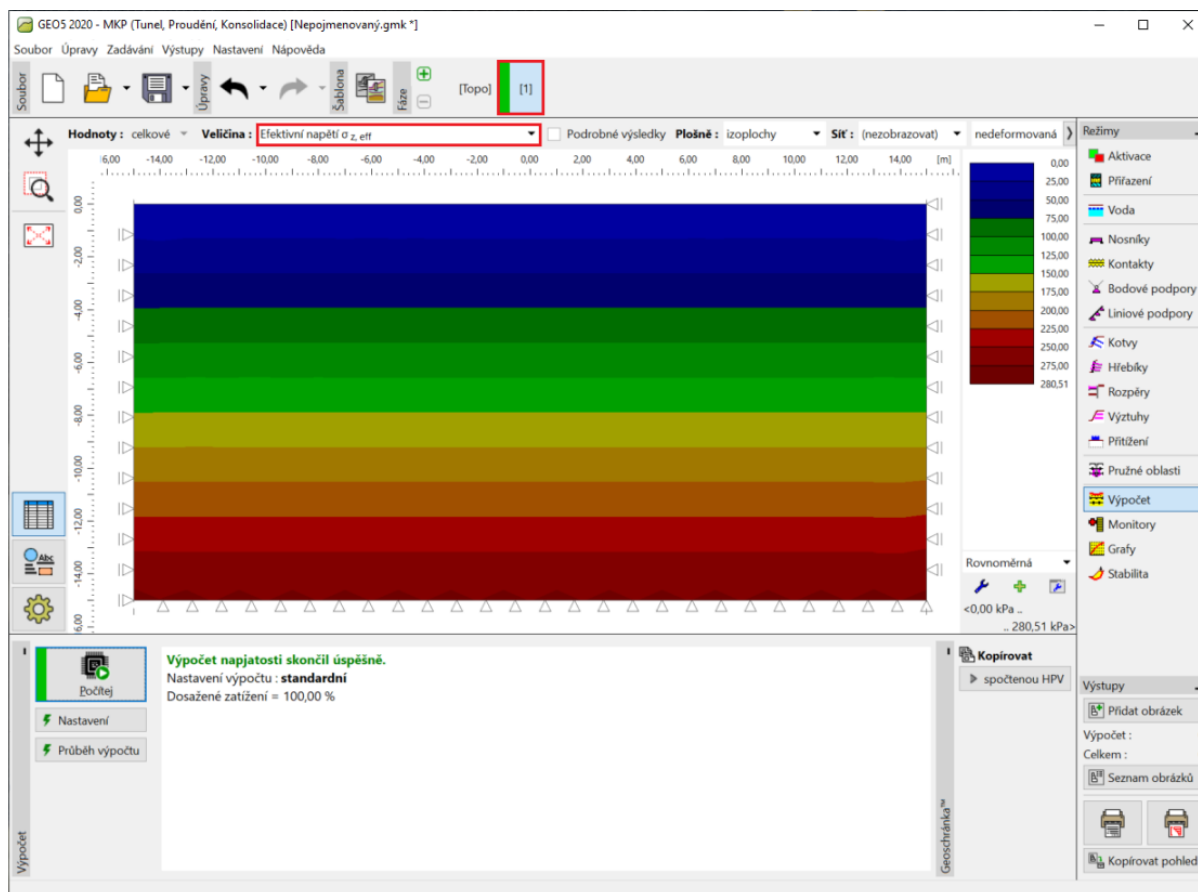 GEO5 2020 - MKP (Tunel, Proudění, Konsolidace) [Nepojmenovaný.gmk *]
Soubor Úpravy Zadávání Výstupy Nastavení Nápověda
Soubor
Úpravy
Šablona
Fáze
[Topo]
[1]
Hodnoty : celkové Veličina : Efektivní napětí σ z, eff Podrobné výsledky Plošně : izoplochy Síť : (nezobrazovat) nedeformovaná
16,00 -14,00 -12,00 -10,00 -8,00 -6,00 -4,00 -2,00 0,00 2,00 4,00 6,00 8,00 10,00 12,00 14,00 [m]
0,00
-2,00
-4,00
-6,00
-8,00
-10,00
-12,00
-14,00
6,00
0,00
25,00
50,00
75,00
100,00
125,00
150,00
175,00
200,00
225,00
250,00
275,00
280,51
Rovnoměrná
<0,00 kPa ..
.. 280,51 kPa>
Režimy
Aktivace
Přiřazení
Voda
Nosníky
Kontakty
Bodové podpory
Liniové podpory
Kotvy
Hřebíky
Rozpěry
Výztuhy
Přitížení
Pružné oblasti
Výpočet
Monitory
Grafy
Stabilita
Abc
Výpočet
Počítej
Nastavení
Průběh výpočtu
Výpočet napjatosti skončil úspěšně.
Nastavení výpočtu : standardní
Dosažené zatížení = 100,00 %
Geoschránka™
Kopírovat
spočtenou HPV
Výstupy
Přidat obrázek
Výpočet :
Celkem :
Seznam obrázků
Kopírovat pohled